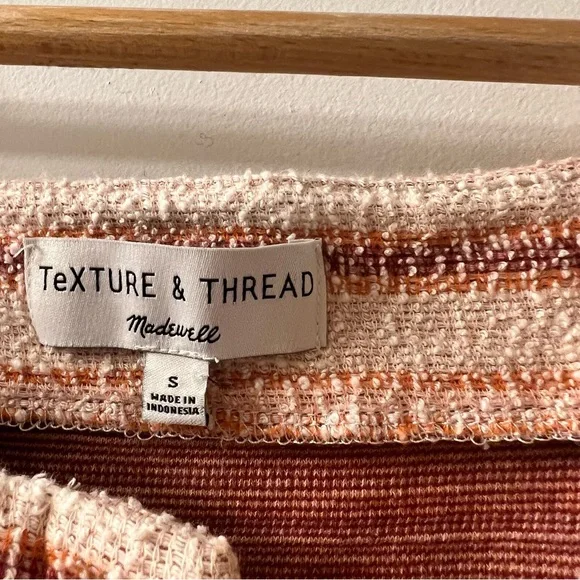 TeXTURE & THREAD
Madewell
S
MADE IN
INDONESIA